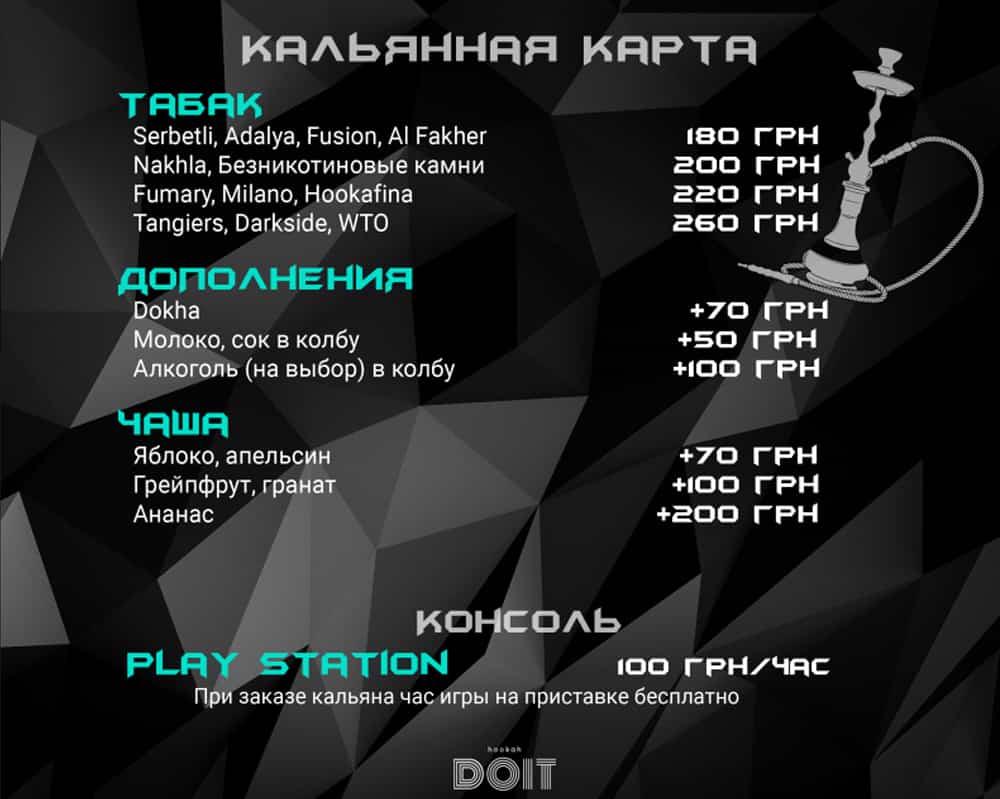 КАЛЬЯННАЯ КАРТА
ТАБАК
Serbetli, Adalya, Fusion, Al Fakher 180 ГРН
Nakhla, Безникотиновые камни 200 ГРН
Fumary, Milano, Hookafina 220 ГРН
Tangiers, Darkside, WTO 260 ГРН
ДОПОЛНЕНИЯ
Dokha +70 ГРН
Молоко, сок в колбу +50 ГРН
Алкоголь (на выбор) в колбу +100 ГРН
ЧАША
Яблоко, апельсин +70 ГРН
Грейпфрут, гранат +100 ГРН
Ананас +200 ГРН
КОНСОЛЬ
PLAY STATION 100 ГРН/ЧАС
При заказе кальяна час игры на приставке бесплатно
hookah
DOIT